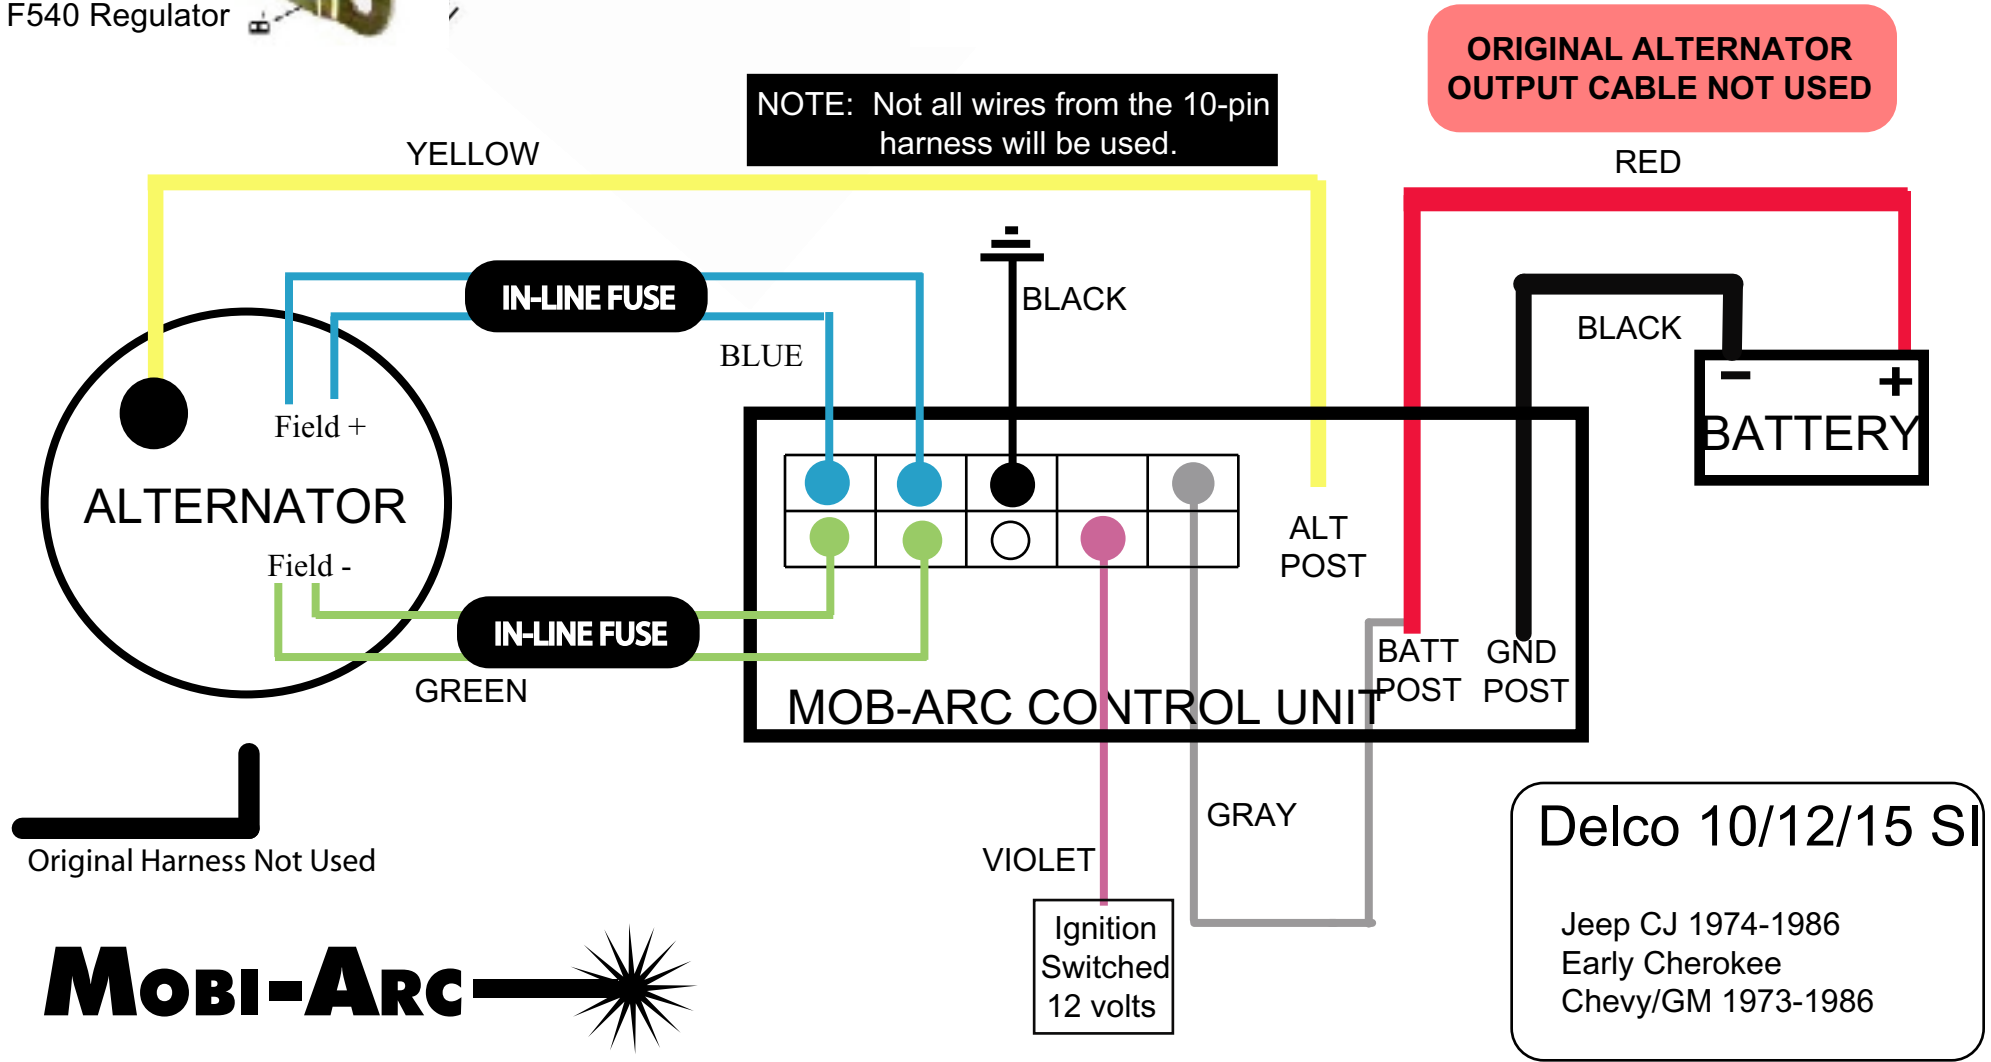 F540 Regulator
ORIGINAL ALTERNATOR
OUTPUT CABLE NOT USED
NOTE: Not all wires from the 10-pin
harness will be used.
YELLOW
RED
IN-LINE FUSE
BLACK
BLACK
BLUE
- +
BATTERY
Field +
ALTERNATOR
Field -
ALT
POST
IN-LINE FUSE
GREEN
BATT
POST
GND
POST
MOB-ARC CONTROL UNIT
GRAY
VIOLET
Original Harness Not Used
Ignition
Switched
12 volts
Delco 10/12/15 SI
Jeep CJ 1974-1986
Early Cherokee
Chevy/GM 1973-1986
MOBI-ARC